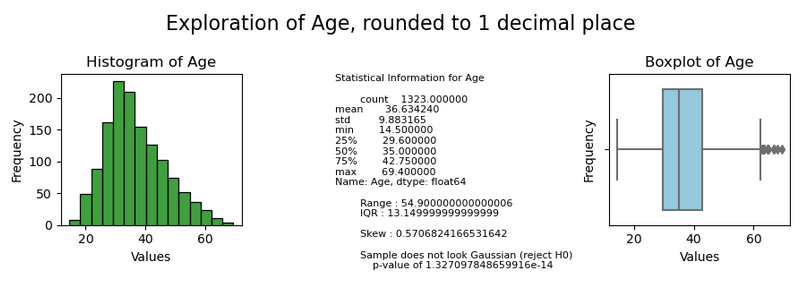 Exploration of Age, rounded to 1 decimal place
Histogram of Age
Frequency
200
150
100
50
0
20 40 60
Values
Statistical Information for Age
count 1323.000000
mean 36.634240
std 9.883165
min 14.500000
25% 29.600000
50% 35.000000
75% 42.750000
max 69.400000
Name: Age, dtype: float64
Range : 54.900000000000006
IQR : 13.149999999999999
Skew : 0.5706824166531642
Sample does not look Gaussian (reject H0)
p-value of 1.327097848659916e-14
Boxplot of Age
Frequency
20 40 60
Values